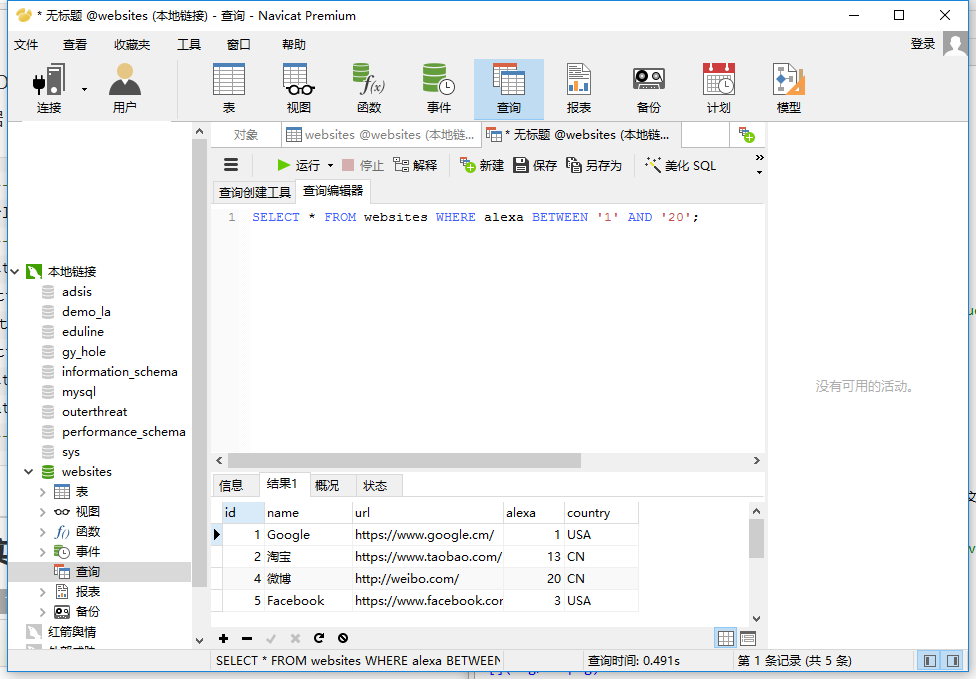 * 无标题 @websites (本地链接) - 查询 - Navicat Premium
文件 查看 收藏夹 工具 窗口 帮助 登录
连接 用户 表 视图 函数 事件 查询 报表 备份 计划 模型
对象 websites @websites (本地链... * 无标题 @websites (本地链...
运行 停止 解释 新建 保存 另存为 美化 SQL
查询创建工具 查询编辑器
1 SELECT * FROM websites WHERE alexa BETWEEN '1' AND '20';
本地链接
adsis
demo_la
eduline
gy_hole
information_schema
mysql
outerthreat
performance_schema
sys
websites
表
视图
函数
事件
查询
报表
备份
红箭舆情
没有可用的活动。
信息 结果1 概况 状态
id name url alexa country
1 Google https://www.google.cm/ 1 USA
2 淘宝 https://www.taobao.com/ 13 CN
4 微博 http://weibo.com/ 20 CN
5 Facebook https://www.facebook.cor 3 USA
SELECT * FROM websites WHERE alexa BETWEEN 查询时间: 0.491s 第 1 条记录 (共 5 条)